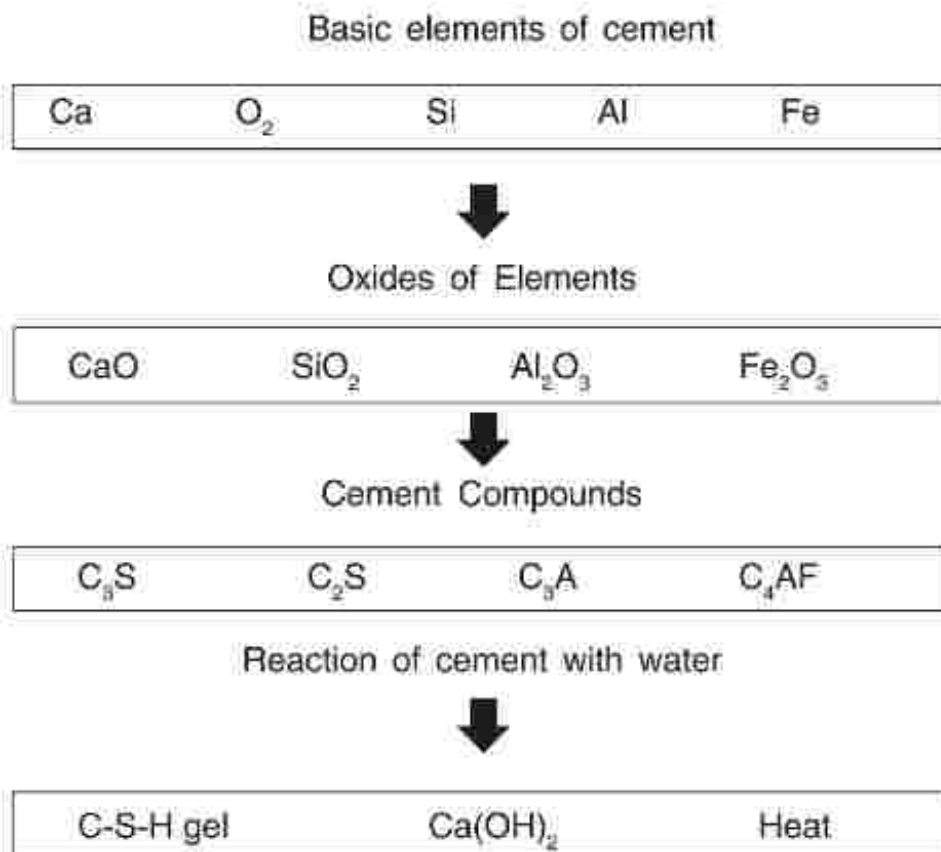 Basic elements of cement
Ca O₂ Si Al Fe
Oxides of Elements
CaO SiO₂ Al₂O₃ Fe₂O₃
Cement Compounds
C₃S C₂S C₃A C₄AF
Reaction of cement with water
C-S-H gel Ca(OH)₂ Heat